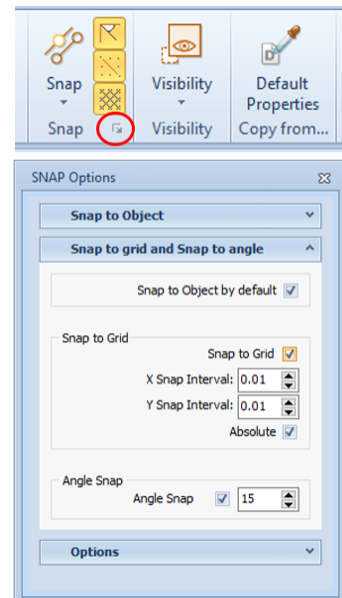 Snap
Visibility
Default
Properties
Snap
Visibility
Copy from...
SNAP Options
Snap to Object
Snap to grid and Snap to angle
Snap to Object by default
Snap to Grid
Snap to Grid
X Snap Interval: 0.01
Y Snap Interval: 0.01
Absolute
Angle Snap
Angle Snap 15
Options